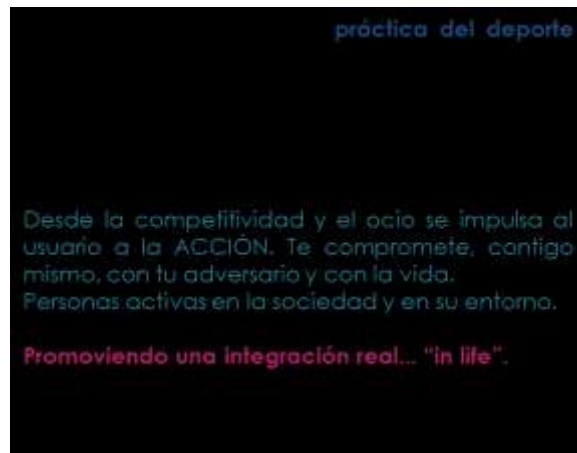 práctica del deporte
Desde la competitividad y el ocio se impulsa al
usuario a la ACCIÓN. Te compromete, contigo
mismo, con tu adversario y con la vida.
Personas activas en la sociedad y en su entorno.
Promoviendo una integración real... “in life”.